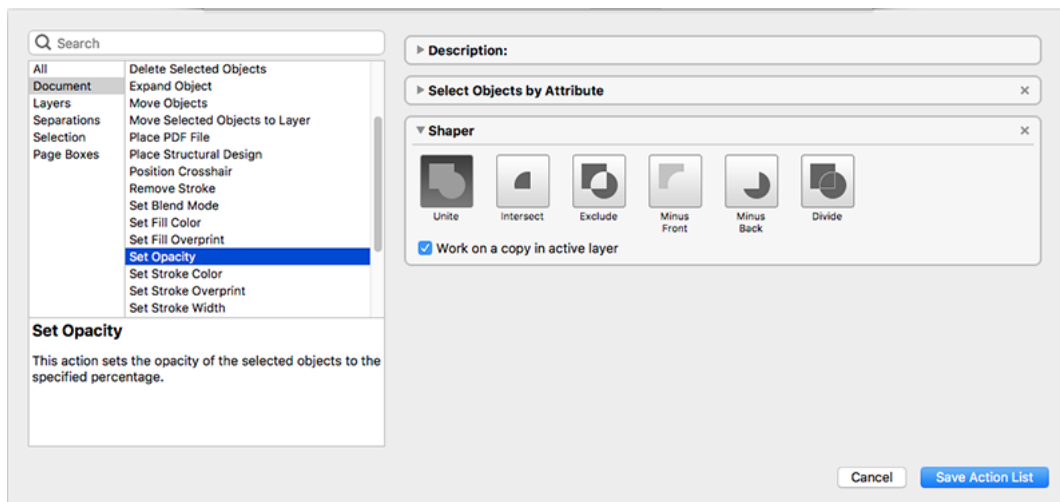 Search
All
Document
Layers
Separations
Selection
Page Boxes
Delete Selected Objects
Expand Object
Move Objects
Move Selected Objects to Layer
Place PDF File
Place Structural Design
Position Crosshair
Remove Stroke
Set Blend Mode
Set Fill Color
Set Fill Overprint
Set Opacity
Set Stroke Color
Set Stroke Overprint
Set Stroke Width
Set Opacity
This action sets the opacity of the selected objects to the
specified percentage.
Description:
Select Objects by Attribute
Shaper
Unite
Intersect
Exclude
Minus
Front
Minus
Back
Divide
Work on a copy in active layer
Cancel
Save Action List